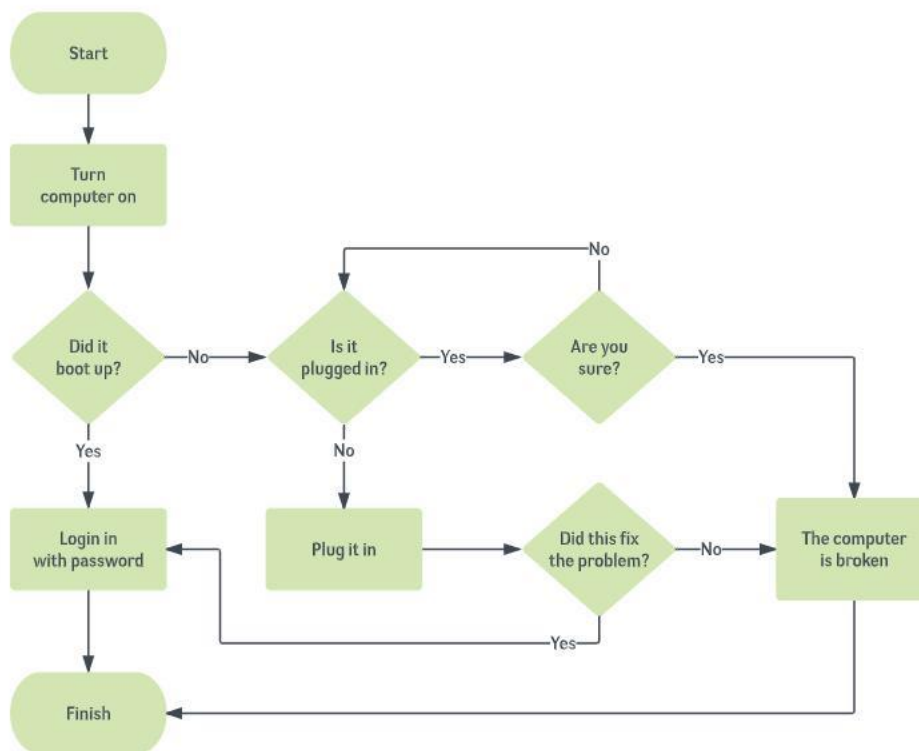 Start
Turn
computer on
No
Did it
boot up?
No
Is it
plugged in?
Yes
Are you
sure?
Yes
Yes
No
Login in
with password
Plug it in
Did this fix
the problem?
No
The computer
is broken
Yes
Finish